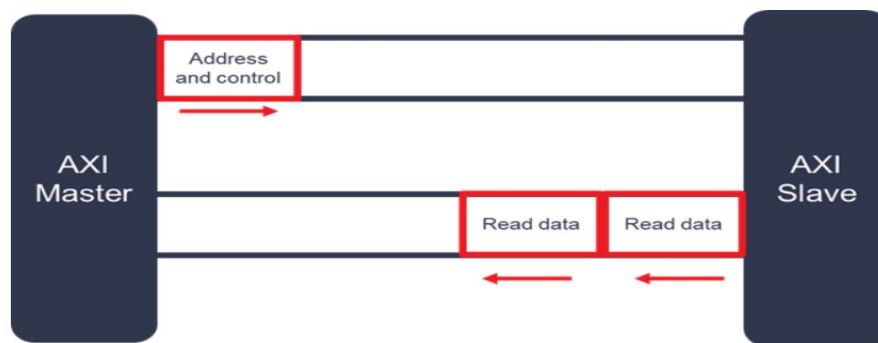 Address
and control
AXI
Master
AXI
Slave
Read data
Read data